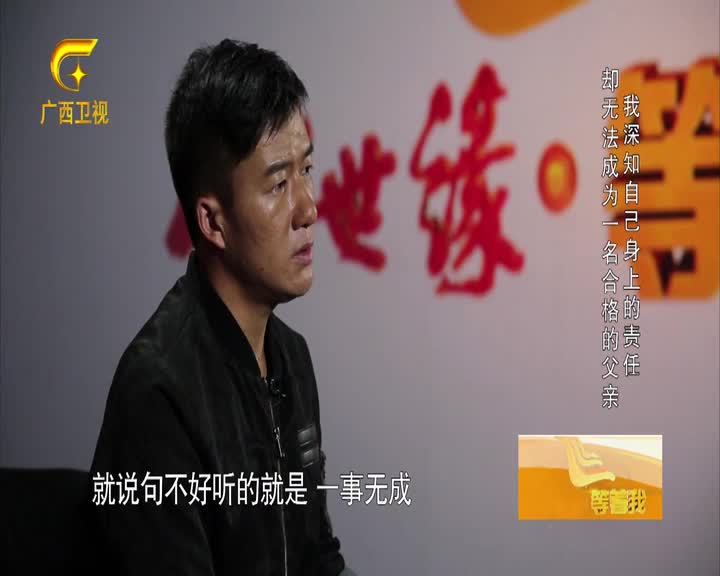 广西卫视
世缘·等
我深知自己身上的责任
却无法成为一名合格的父亲
就说句不好听的就是 一事无成
等着我